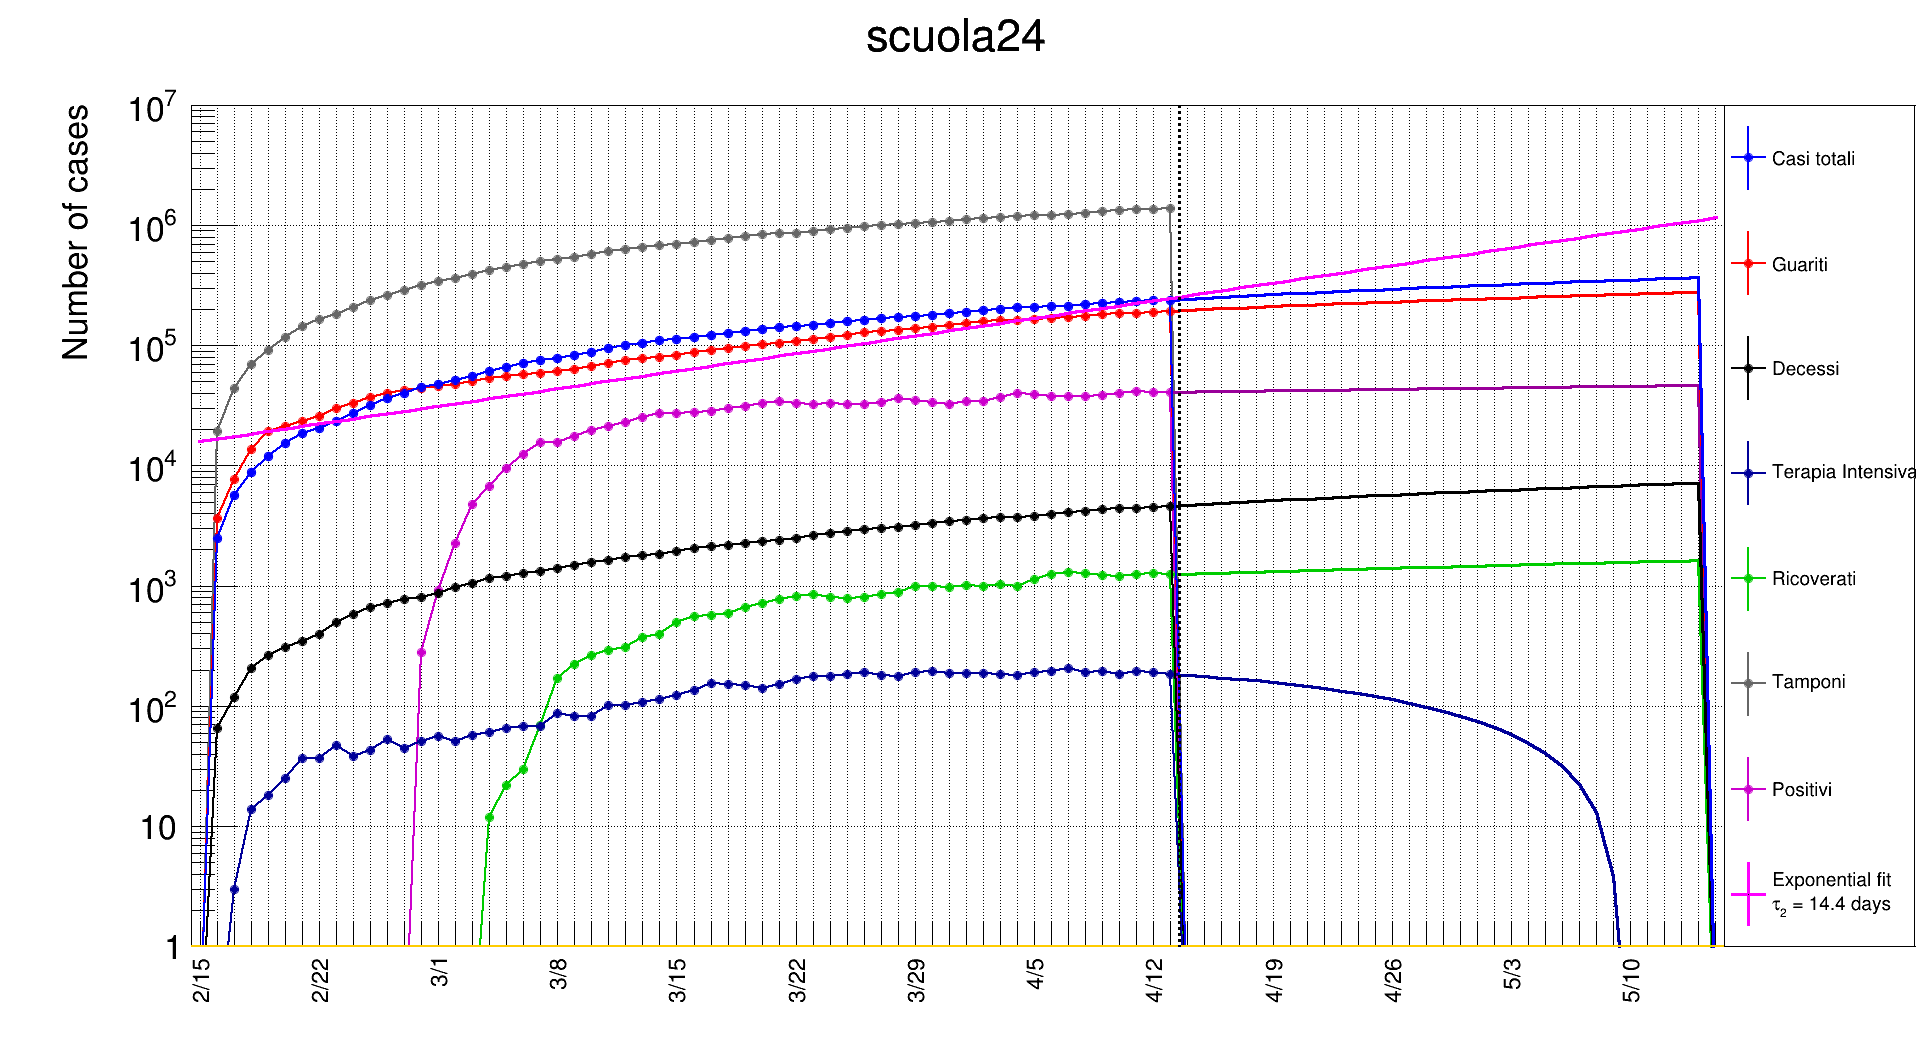 scuola24
Number of cases
10^7
10^6
10^5
10^4
10^3
10^2
10
1
2/15
2/22
3/1
3/8
3/15
3/22
3/29
4/5
4/12
4/19
4/26
5/3
5/10
Casi totali
Guariti
Decessi
Terapia Intensiva
Ricoverati
Tamponi
Positivi
Exponential fit
τ_2 = 14.4 days